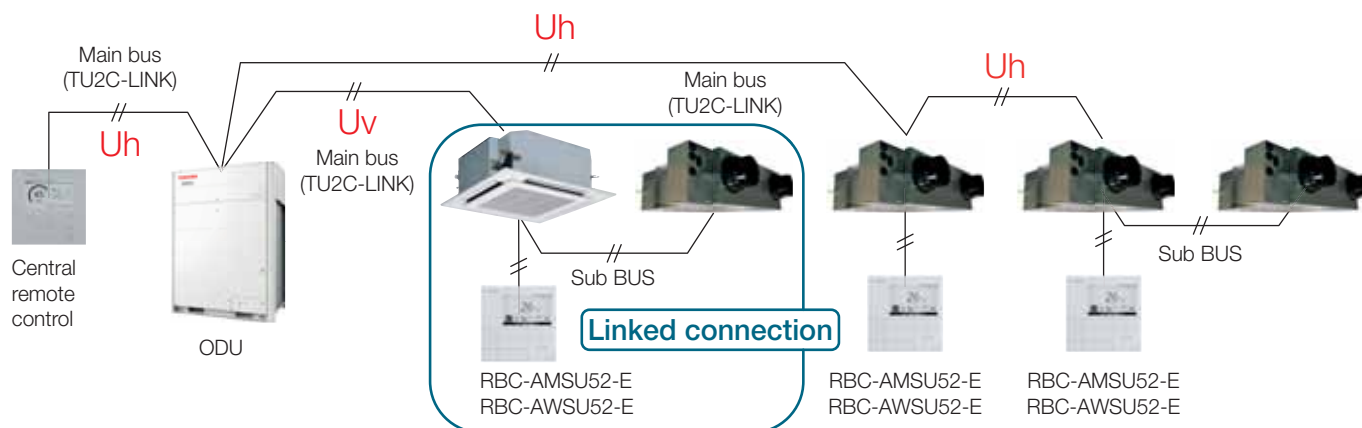 Uh
Main bus
(TU2C-LINK)
Uh
Main bus
(TU2C-LINK)
Uh
Uv
Main bus
(TU2C-LINK)
Central
remote
control
ODU
Sub BUS
Sub BUS
Linked connection
RBC-AMSU52-E
RBC-AWSU52-E
RBC-AMSU52-E
RBC-AWSU52-E
RBC-AMSU52-E
RBC-AWSU52-E